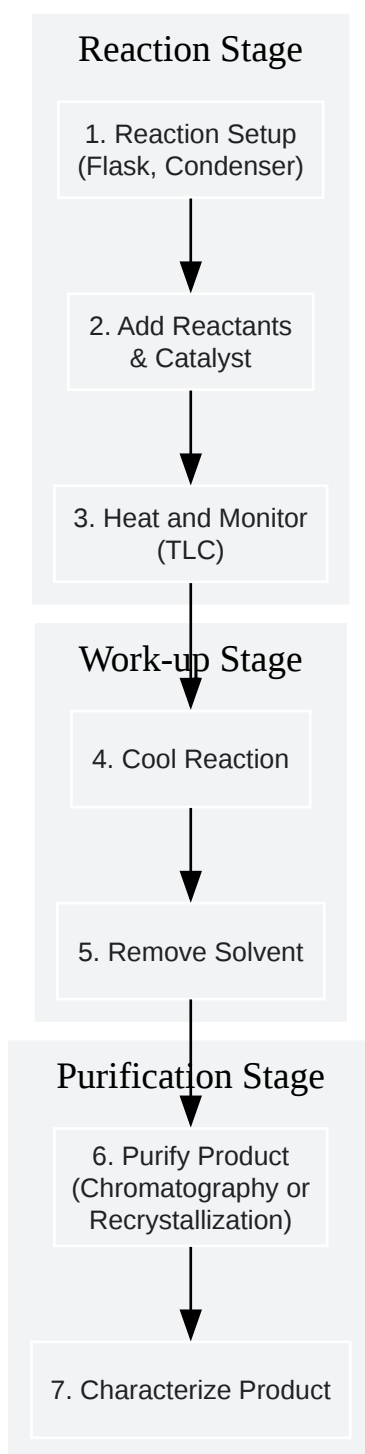 Reaction Stage
1. Reaction Setup
(Flask, Condenser)
2. Add Reactants
& Catalyst
3. Heat and Monitor
(TLC)
Work-up Stage
4. Cool Reaction
5. Remove Solvent
Purification Stage
6. Purify Product
(Chromatography or
Recrystallization)
7. Characterize Product